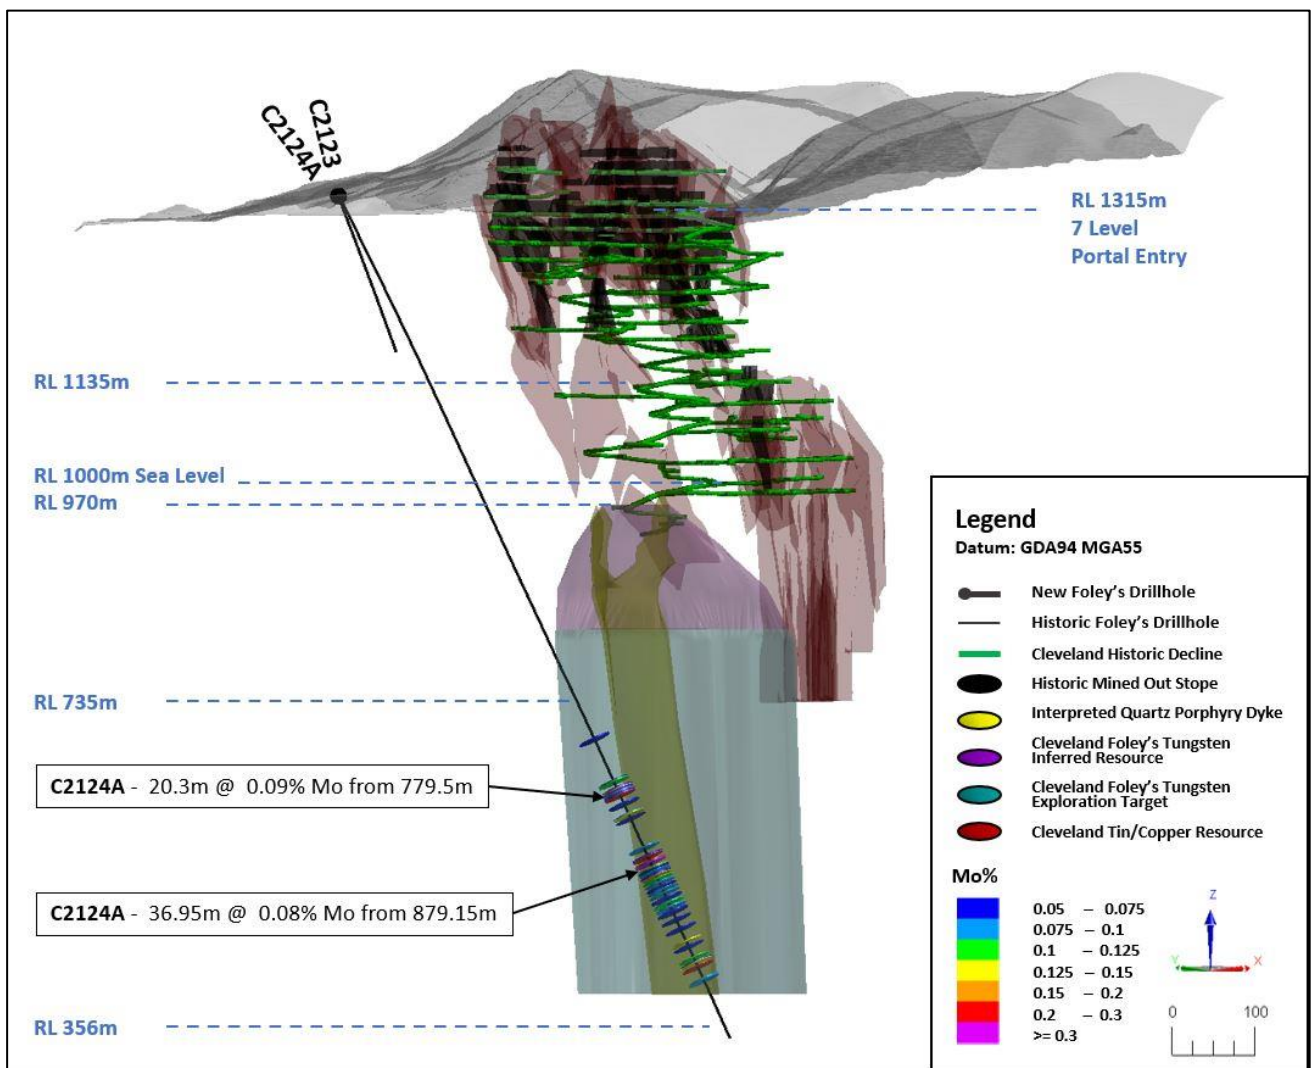 C2123
C2124A
RL 1315m
7 Level
Portal Entry
RL 1135m
RL 1000m Sea Level
RL 970m
RL 735m
C2124A - 20.3m @ 0.09% Mo from 779.5m
C2124A - 36.95m @ 0.08% Mo from 879.15m
RL 356m
Legend
Datum: GDA94 MGA55
New Foley's Drillhole
Historic Foley's Drillhole
Cleveland Historic Decline
Historic Mined Out Stope
Interpreted Quartz Porphyry Dyke
Cleveland Foley's Tungsten
Inferred Resource
Cleveland Foley's Tungsten
Exploration Target
Cleveland Tin/Copper Resource
Mo%
0.05 – 0.075
0.075 – 0.1
0.1 – 0.125
0.125 – 0.15
0.15 – 0.2
0.2 – 0.3
>= 0.3
Z
Y X
0 100